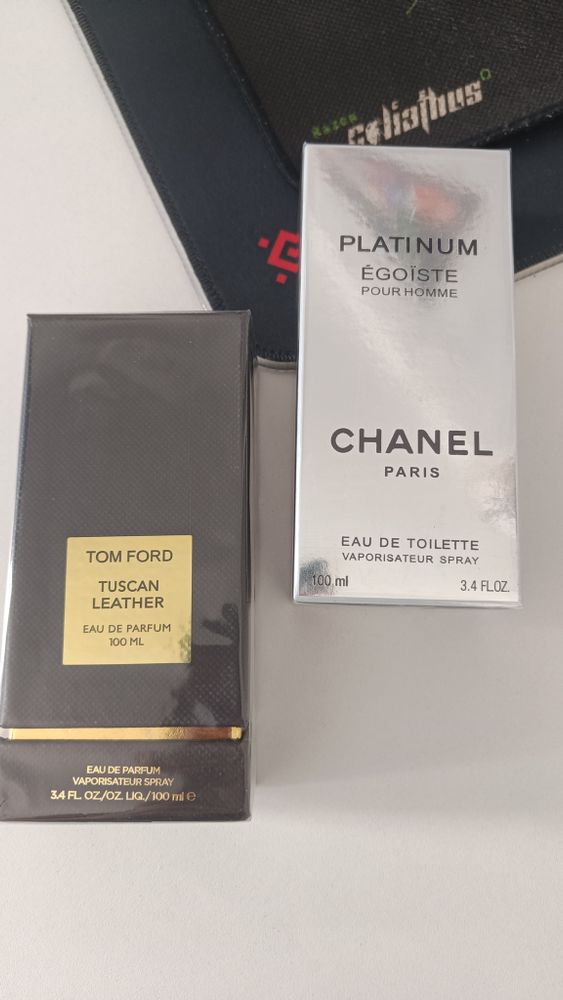 Razer
Goliathus
PLATINUM
ÉGOÏSTE
POUR HOMME
CHANEL
PARIS
EAU DE TOILETTE
VAPORISATEUR SPRAY
100 ml
3.4 FL.OZ.
TOM FORD
TUSCAN
LEATHER
EAU DE PARFUM
100 ML
EAU DE PARFUM
VAPORISATEUR SPRAY
3.4 FL. OZ./OZ. LIQ./100 ml ℮